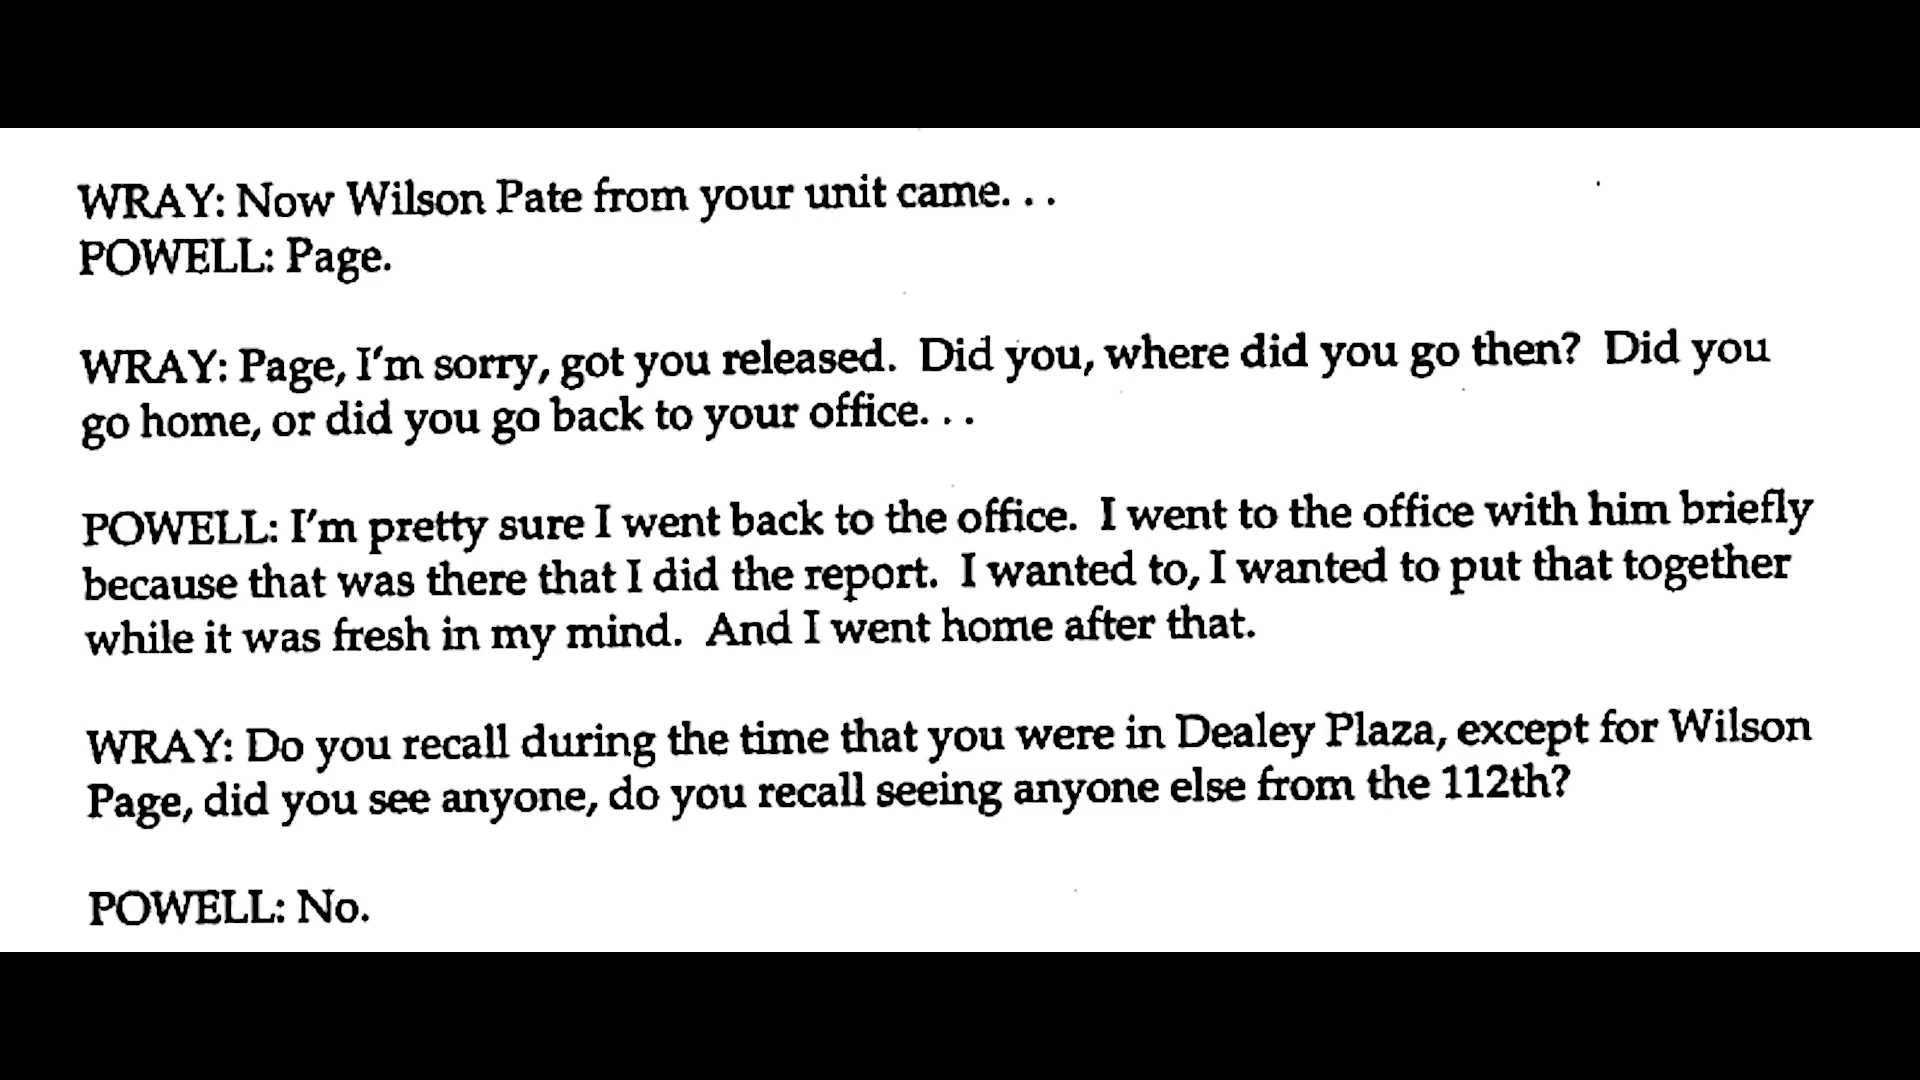 WRAY: Now Wilson Pate from your unit came. . .
POWELL: Page.
WRAY: Page, I'm sorry, got you released. Did you, where did you go then? Did you
go home, or did you go back to your office. . .
POWELL: I'm pretty sure I went back to the office. I went to the office with him briefly
because that was there that I did the report. I wanted to, I wanted to put that together
while it was fresh in my mind. And I went home after that.
WRAY: Do you recall during the time that you were in Dealey Plaza, except for Wilson
Page, did you see anyone, do you recall seeing anyone else from the 112th?
POWELL: No.